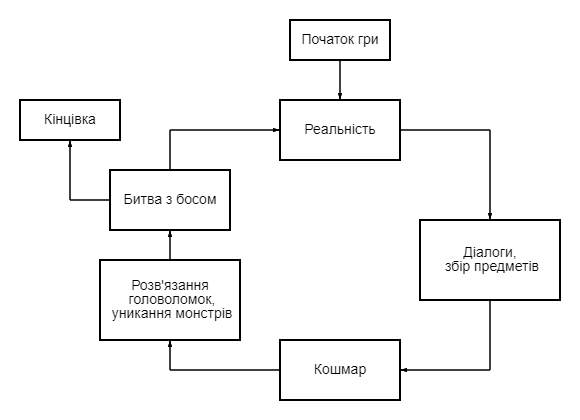 Початок гри
Кінцівка
Реальність
Битва з босом
Діалоги,
збір предметів
Розв'язання
головоломок,
уникання монстрів
Кошмар